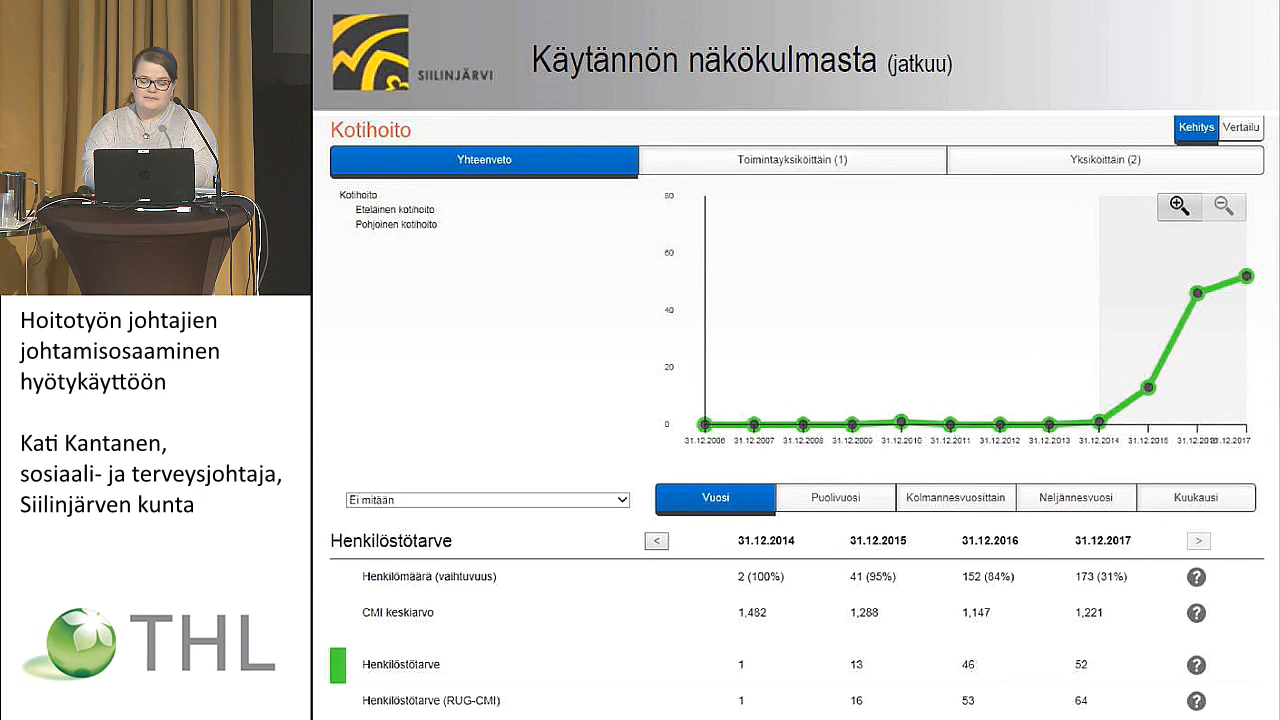 SIILINJÄRVI
Käytännön näkökulmasta (jatkuu)
Kotihoito
Kehitys Vertailu
Yhteenveto Toimintayksiköittäin (1) Yksiköittäin (2)
Kotihoito
Eteläinen kotihoito
Pohjoinen kotihoito
80
60
40
20
0
31.12.2006 31.12.2007 31.12.2008 31.12.2009 31.12.2010 31.12.2011 31.12.2012 31.12.2013 31.12.2014 31.12.2015 31.12.2016 31.12.2017
Ei mitään
Vuosi Puolivuosi Kolmannesvuosittain Neljännesvuosi Kuukausi
Henkilöstötarve < 31.12.2014 31.12.2015 31.12.2016 31.12.2017 >
Henkilömäärä (vaihtuvuus) 2 (100%) 41 (95%) 152 (84%) 173 (31%) ?
CMI keskiarvo 1,482 1,288 1,147 1,221 ?
Henkilöstötarve 1 13 46 52 ?
Henkilöstötarve (RUG-CMI) 1 16 53 64 ?
Hoitotyön johtajien
johtamisosaaminen
hyötykäyttöön
Kati Kantanen,
sosiaali- ja terveysjohtaja,
Siilinjärven kunta
THL